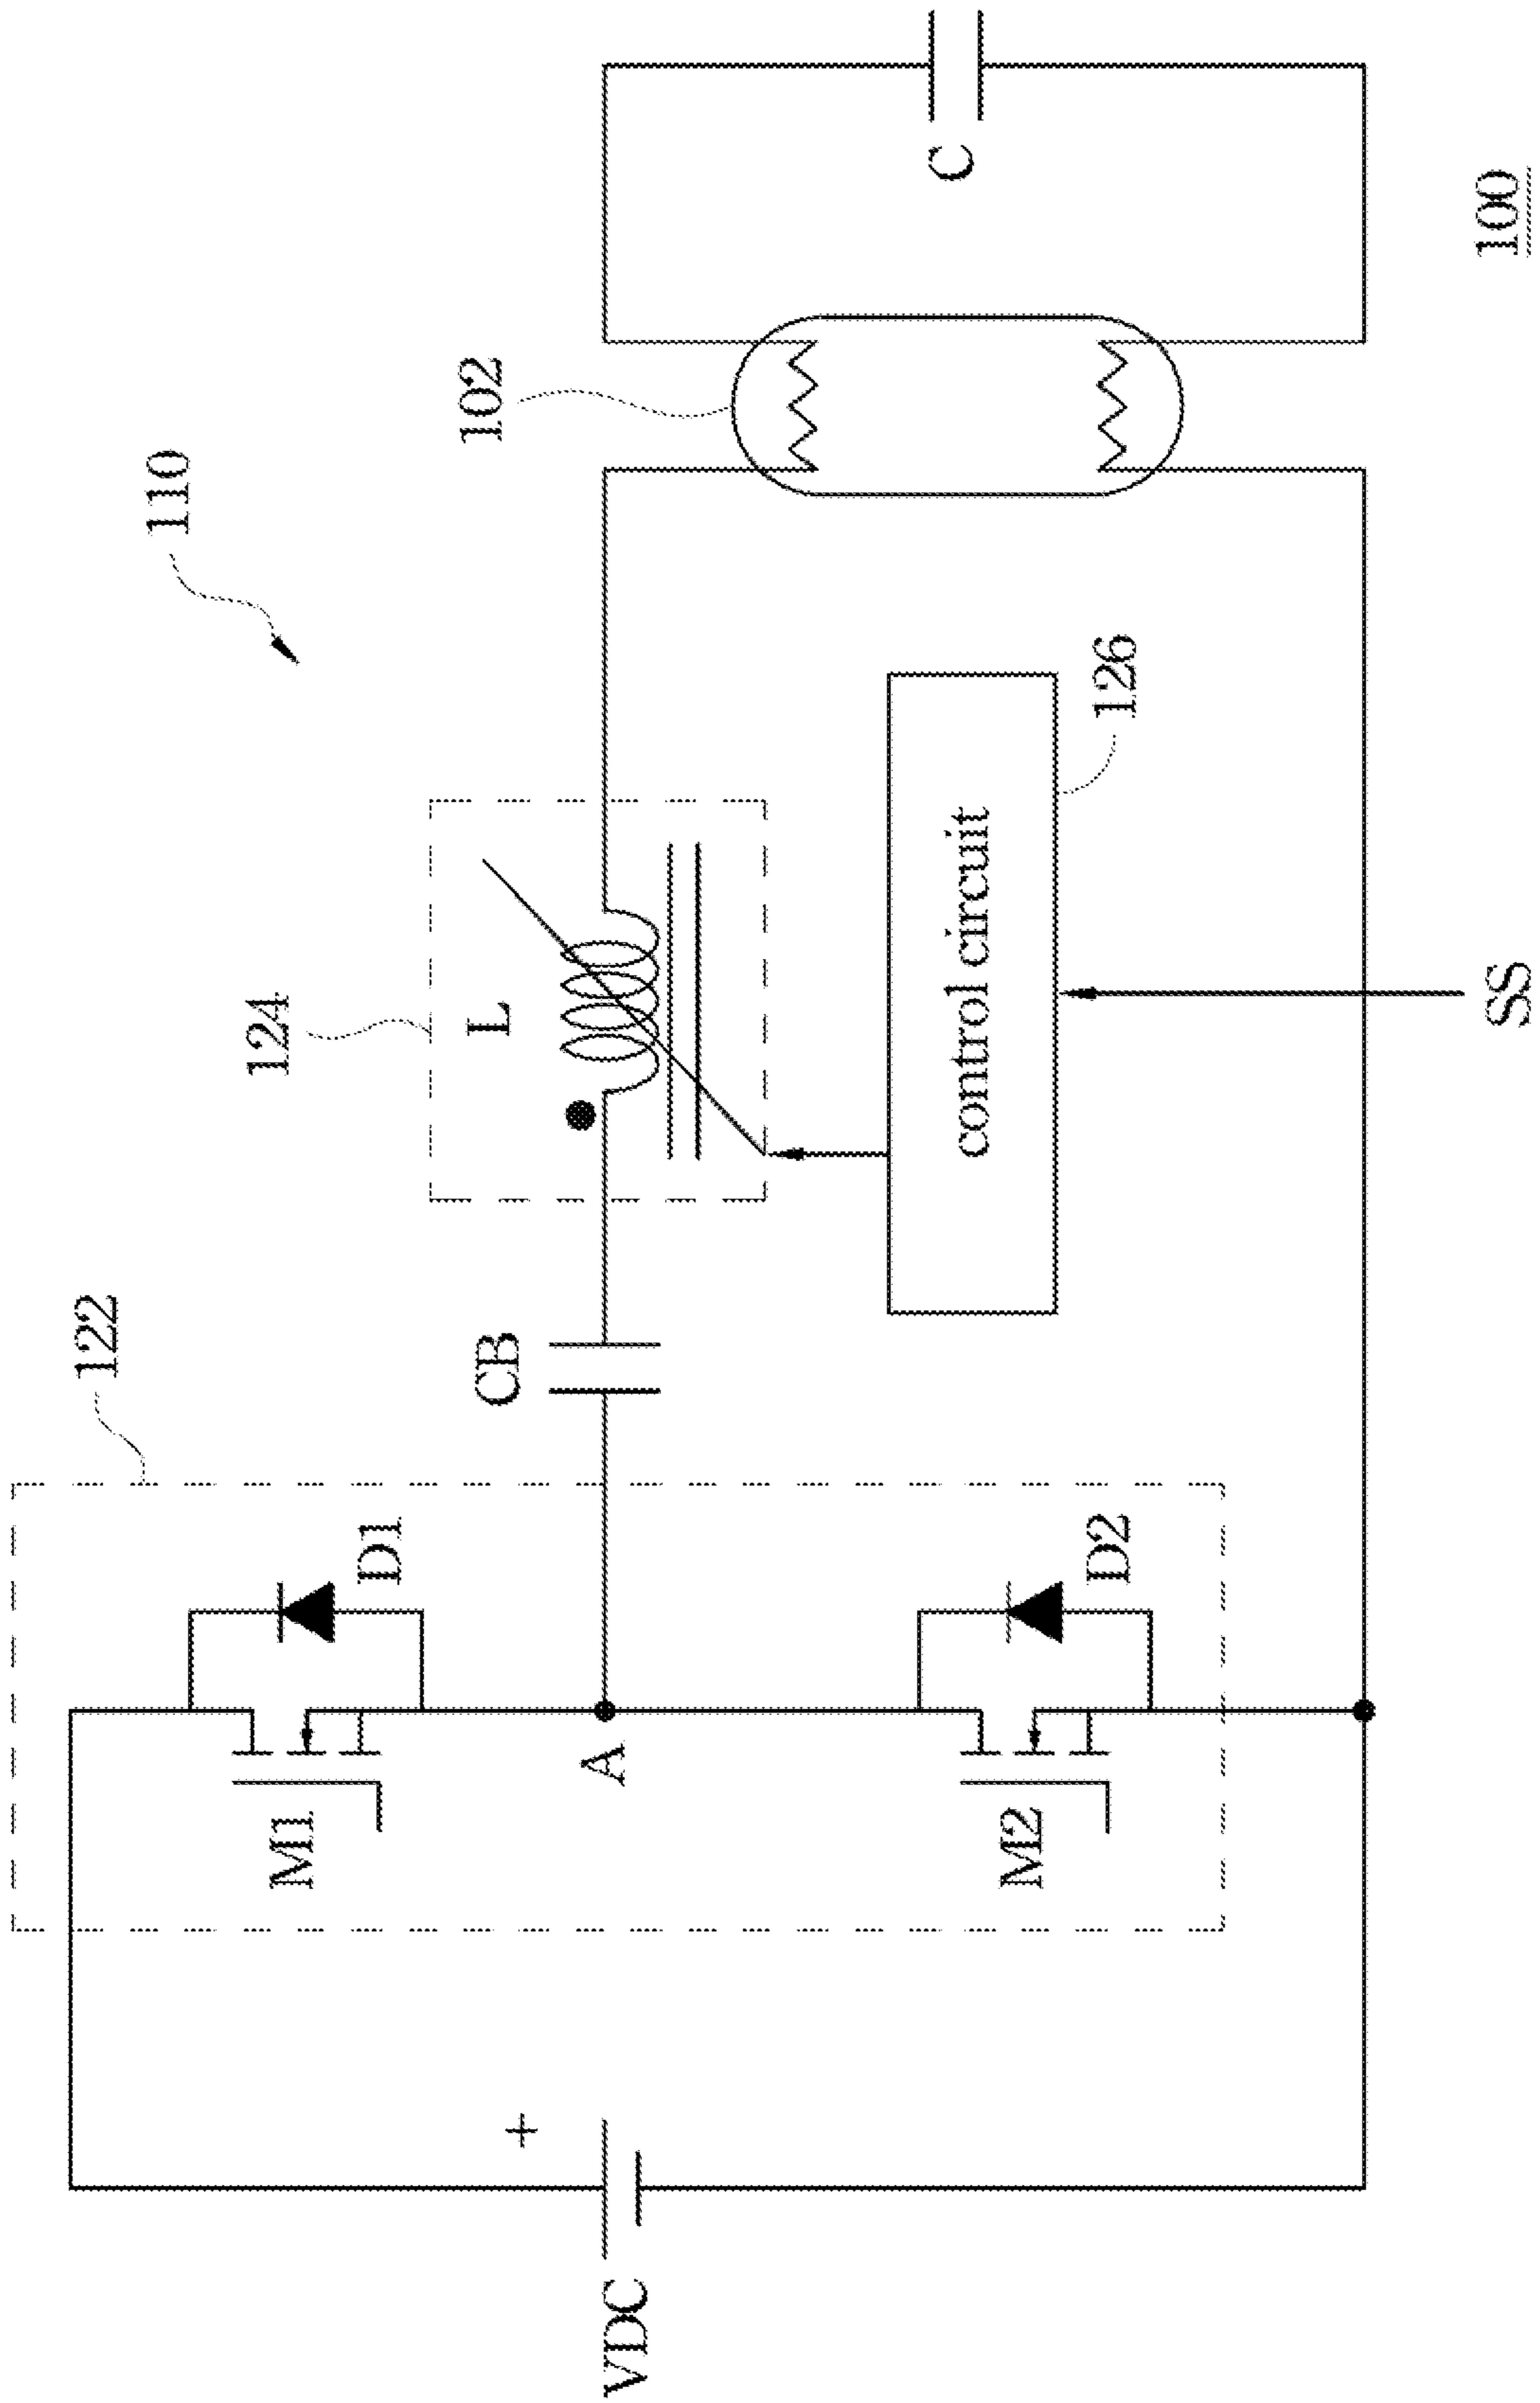 110
122
124
102
D1
CB
L
M1
+
A
C
VDC
control circuit
D2
126
M2
SS
100